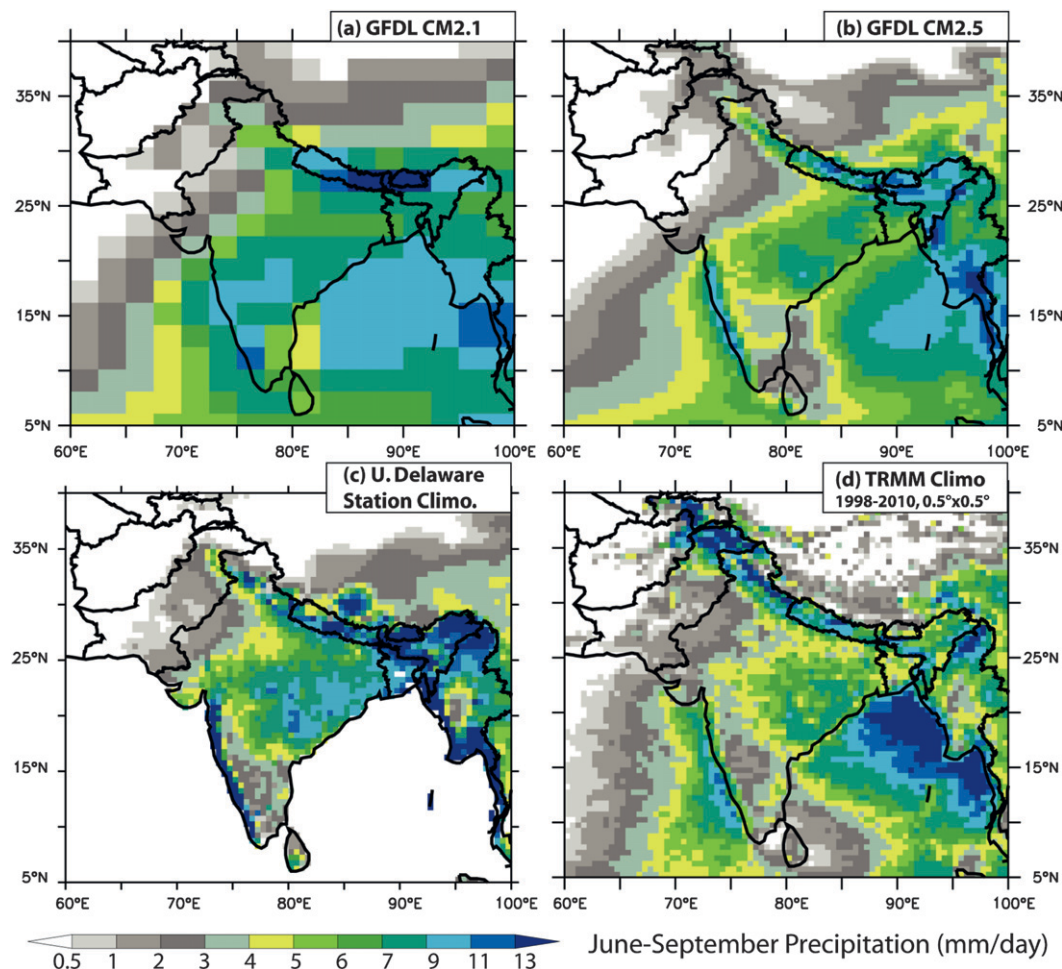 (a) GFDL CM2.1
(b) GFDL CM2.5
35°N
25°N
15°N
5°N
60°E 70°E 80°E 90°E 100°E
60°E 70°E 80°E 90°E 100°E
35°N
25°N
15°N
5°N
(c) U. Delaware
Station Climo.
(d) TRMM Climo
1998-2010, 0.5°x0.5°
35°N
25°N
15°N
5°N
60°E 70°E 80°E 90°E 100°E
60°E 70°E 80°E 90°E 100°E
35°N
25°N
15°N
5°N
0.5 1 2 3 4 5 6 7 9 11 13
June-September Precipitation (mm/day)